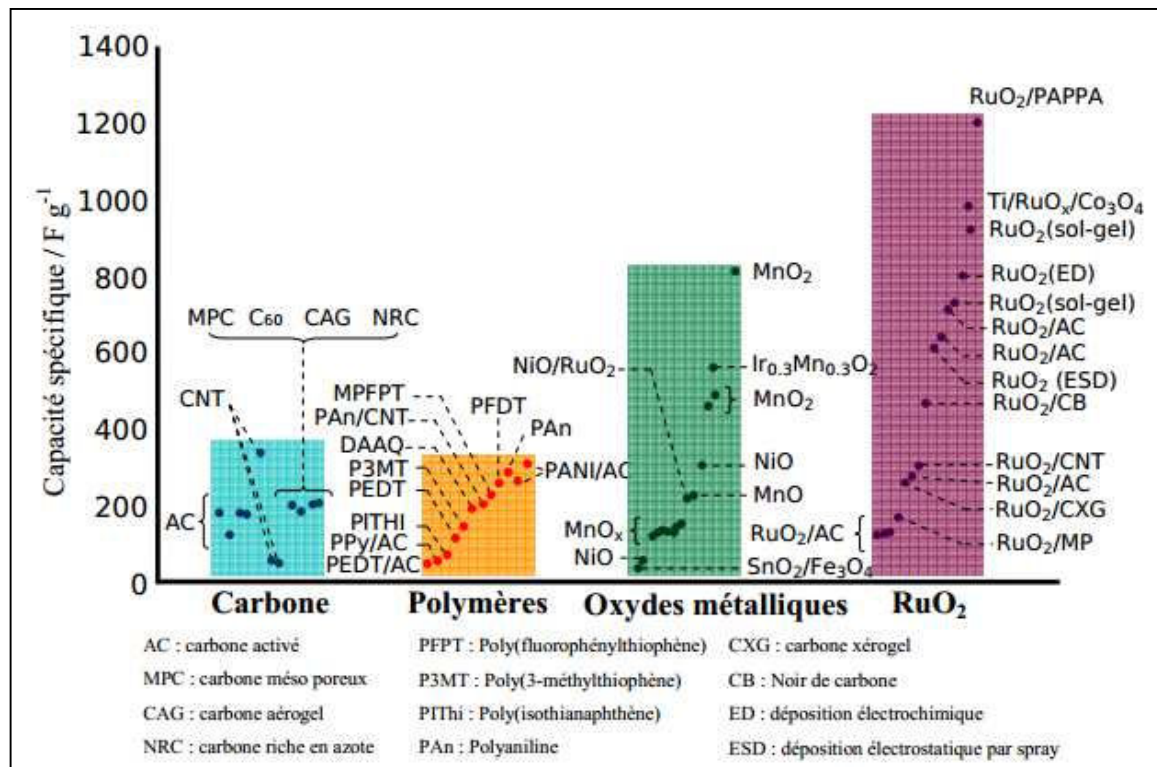 Capacité spécifique / F g⁻¹
1400
1200
1000
800
600
400
200
0
MPC C₆₀ CAG NRC
CNT
AC
Carbone
MPFPT
PAn/CNT
DAAQ
P3MT
PEDT
PITHI
PPy/AC
PEDT/AC
PFDT
PAn
PANI/AC
Polymères
NiO/RuO₂
MnOₓ
NiO
MnO₂
Ir₀.₃Mn₀.₃O₂
MnO₂
NiO
MnO
SnO₂/Fe₃O₄
Oxydes métalliques
RuO₂/AC
RuO₂/PAPPA
Ti/RuOₓ/Co₃O₄
RuO₂(sol-gel)
RuO₂(ED)
RuO₂(sol-gel)
RuO₂/AC
RuO₂/AC
RuO₂ (ESD)
RuO₂/CB
RuO₂/CNT
RuO₂/AC
RuO₂/CXG
RuO₂/MP
RuO₂
AC : carbone activé
MPC : carbone méso poreux
CAG : carbone aérogel
NRC : carbone riche en azote
PFPT : Poly(fluorophénylthiophène)
P3MT : Poly(3-méthylthiophène)
PIThi : Poly(isothianaphthène)
PAn : Polyaniline
CXG : carbone xérogel
CB : Noir de carbone
ED : déposition électrochimique
ESD : déposition électrostatique par spray